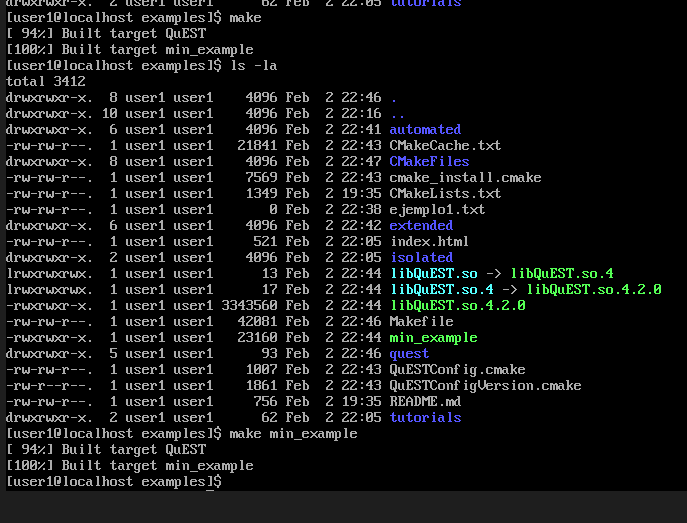 drwxrwxr-x.  2 user1 user1      62 Feb  2 22:05 tutorials
[user1@localhost examples]$ make
[ 94%] Built target QuEST
[100%] Built target min_example
[user1@localhost examples]$ ls -la
total 3412
drwxrwxr-x.  8 user1 user1    4096 Feb  2 22:46 .
drwxrwxr-x. 10 user1 user1    4096 Feb  2 22:16 ..
drwxrwxr-x.  6 user1 user1    4096 Feb  2 22:41 automated
-rw-rw-r--.  1 user1 user1   21841 Feb  2 22:43 CMakeCache.txt
drwxrwxr-x.  8 user1 user1    4096 Feb  2 22:47 CMakeFiles
-rw-rw-r--.  1 user1 user1    7569 Feb  2 22:43 cmake_install.cmake
-rw-rw-r--.  1 user1 user1    1349 Feb  2 19:35 CMakeLists.txt
-rw-rw-r--.  1 user1 user1       0 Feb  2 22:38 ejemplo1.txt
drwxrwxr-x.  6 user1 user1    4096 Feb  2 22:42 extended
-rw-rw-r--.  1 user1 user1     521 Feb  2 22:05 index.html
drwxrwxr-x.  2 user1 user1    4096 Feb  2 22:05 isolated
lrwxrwxrwx.  1 user1 user1      13 Feb  2 22:44 libQuEST.so -> libQuEST.so.4
lrwxrwxrwx.  1 user1 user1      17 Feb  2 22:44 libQuEST.so.4 -> libQuEST.so.4.2.0
-rwxrwxr-x.  1 user1 user1 3343560 Feb  2 22:44 libQuEST.so.4.2.0
-rw-rw-r--.  1 user1 user1   42081 Feb  2 22:46 Makefile
-rwxrwxr-x.  1 user1 user1   23160 Feb  2 22:44 min_example
drwxrwxr-x.  5 user1 user1      93 Feb  2 22:46 quest
-rw-rw-r--.  1 user1 user1    1007 Feb  2 22:43 QuESTConfig.cmake
-rw-r--r--.  1 user1 user1    1861 Feb  2 22:43 QuESTConfigVersion.cmake
-rw-rw-r--.  1 user1 user1     756 Feb  2 19:35 README.md
drwxrwxr-x.  2 user1 user1      62 Feb  2 22:05 tutorials
[user1@localhost examples]$ make min_example
[ 94%] Built target QuEST
[100%] Built target min_example
[user1@localhost examples]$